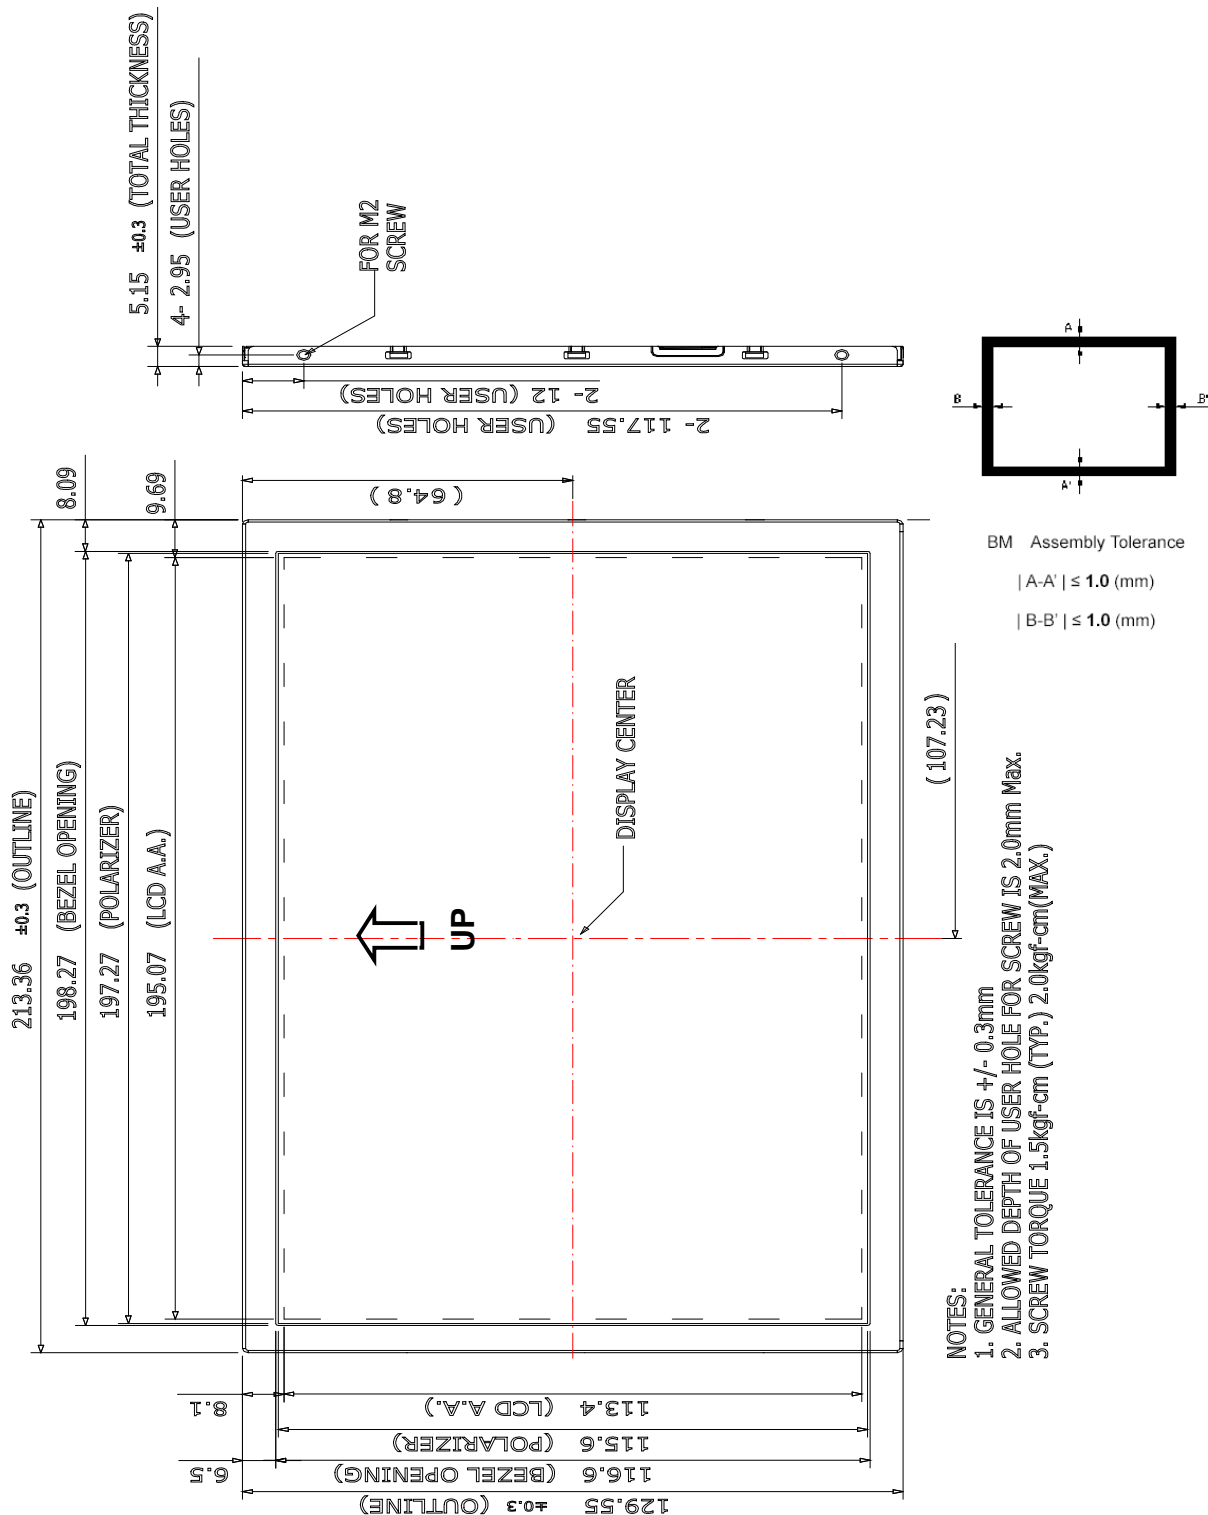 5.15 ±0.3 (TOTAL THICKNESS)
4- 2.95 (USER HOLES)
FOR M2
SCREW
2- 12 (USER HOLES)
2- 117.55 (USER HOLES)
A
B
B'
A'
BM Assembly Tolerance
| A-A' | ≤ 1.0 (mm)
| B-B' | ≤ 1.0 (mm)
8.09
9.69
( 64.8 )
213.36 ±0.3 (OUTLINE)
198.27 (BEZEL OPENING)
197.27 (POLARIZER)
195.07 (LCD A.A.)
UP
DISPLAY CENTER
( 107.23 )
8.1
113.4 (LCD A.A.)
115.6 (POLARIZER)
6.5
116.6 (BEZEL OPENING)
129.55 ±0.3 (OUTLINE)
NOTES:
1. GENERAL TOLERANCE IS +/- 0.3mm
2. ALLOWED DEPTH OF USER HOLE FOR SCREW IS 2.0mm Max.
3. SCREW TORQUE 1.5kgf-cm (TYP.) 2.0kgf-cm(MAX.)